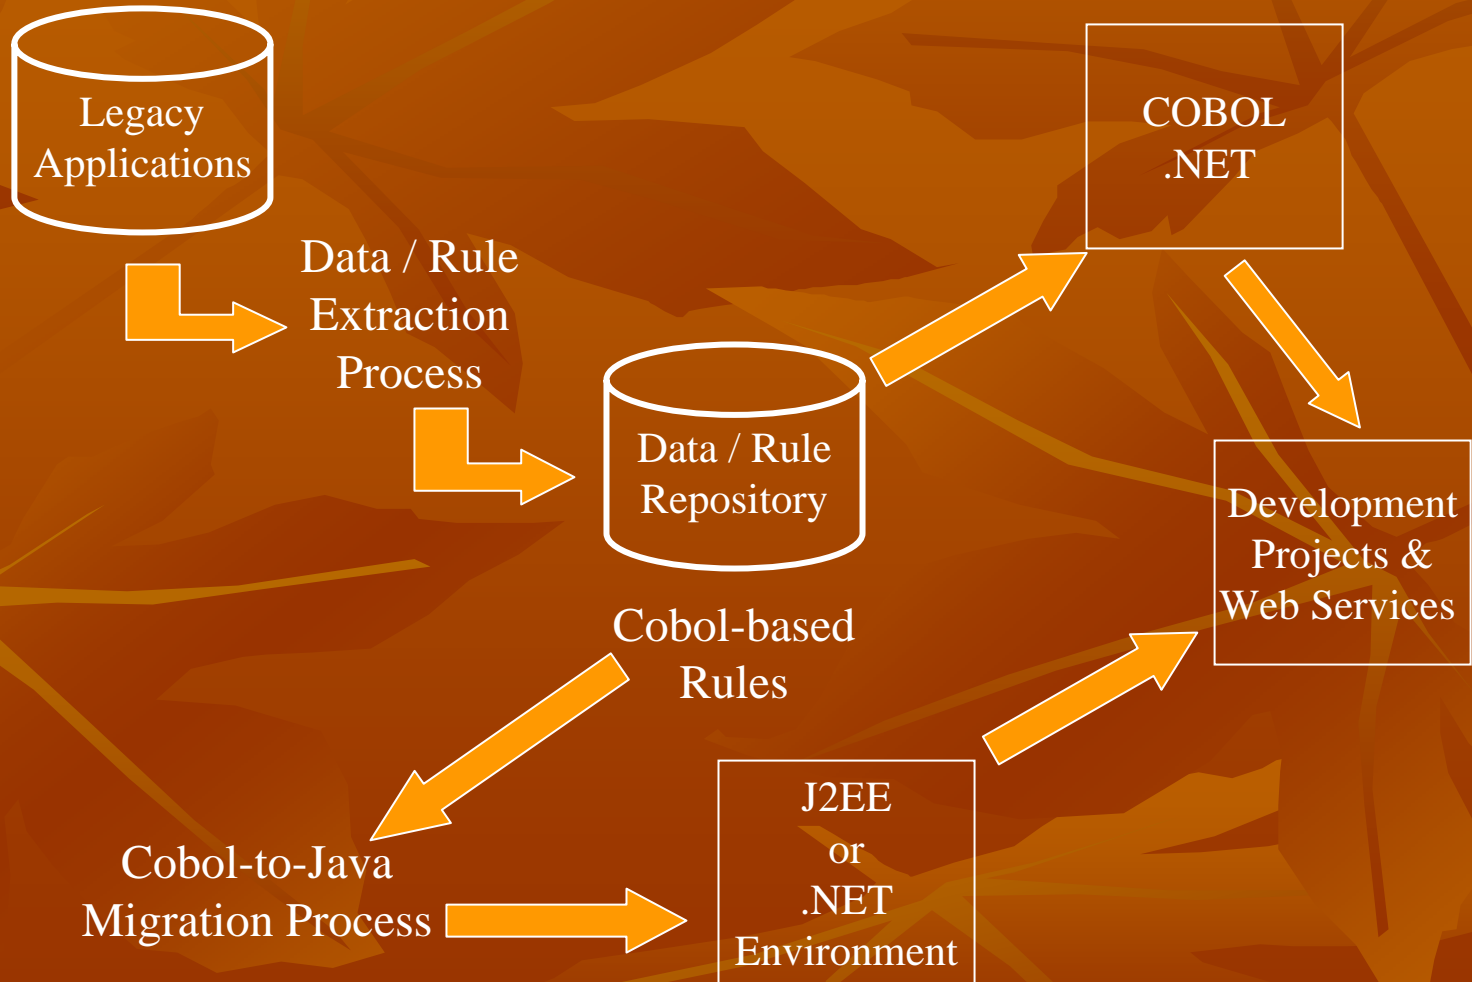 Legacy
Applications
COBOL
.NET
Data / Rule
Extraction
Process
Data / Rule
Repository
Development
Projects &
Web Services
Cobol-based
Rules
Cobol-to-Java
Migration Process
J2EE
or
.NET
Environment